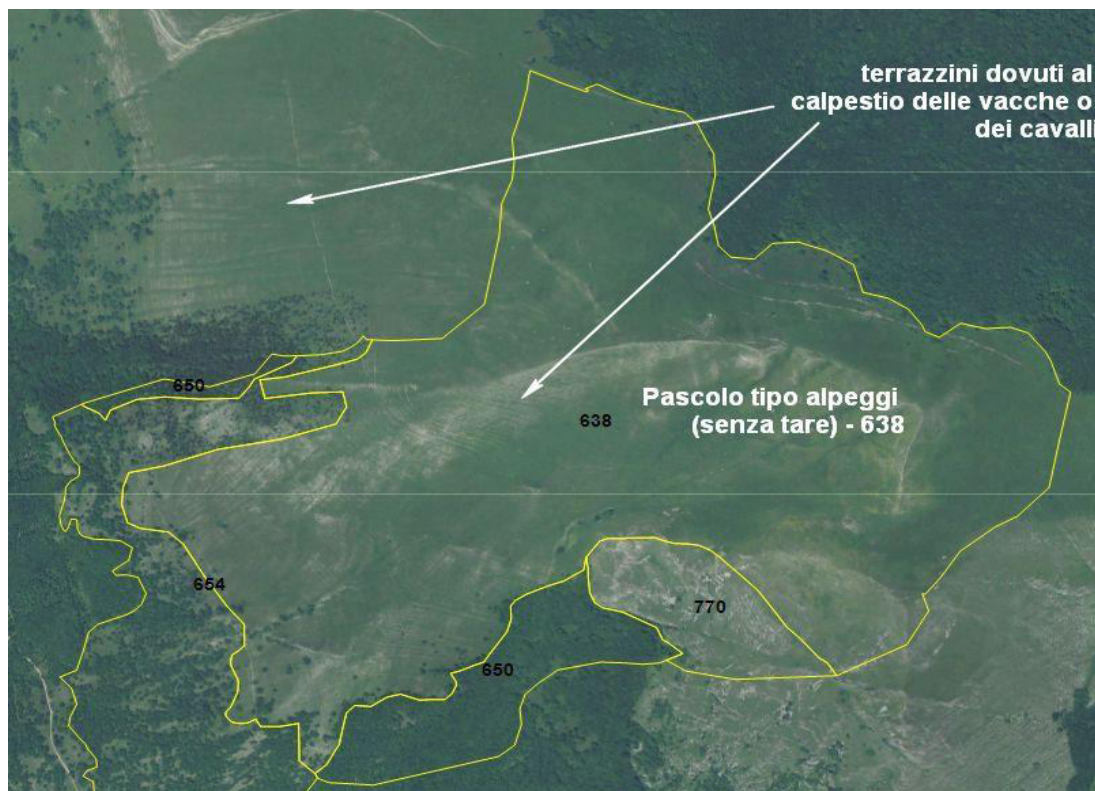 terrazzini dovuti al
calpestio delle vacche o
dei cavalli
650
Pascolo tipo alpeggi
638
(senza tare) - 638
654
770
650